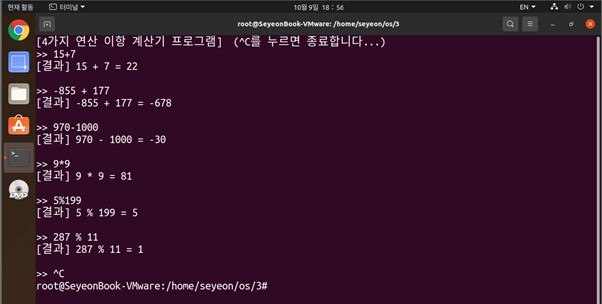 현재 활동 터미널 10월 9일 18 : 56 EN
root@SeyeonBook-VMware: /home/seyeon/os/3
[4가지 연산 이항 계산기 프로그램] (^C를 누르면 종료합니다...)
>> 15+7
[결과] 15 + 7 = 22
>> -855 + 177
[결과] -855 + 177 = -678
>> 970-1000
[결과] 970 - 1000 = -30
>> 9*9
[결과] 9 * 9 = 81
>> 5%199
[결과] 5 % 199 = 5
>> 287 % 11
[결과] 287 % 11 = 1
>> ^C
root@SeyeonBook-VMware:/home/seyeon/os/3#
DVD